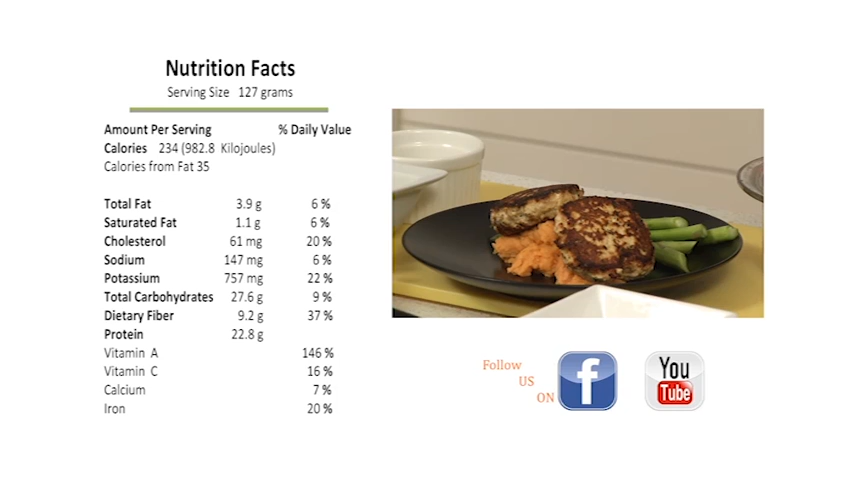 Nutrition Facts
Serving Size 127 grams
Amount Per Serving % Daily Value
Calories 234 (982.8 Kilojoules)
Calories from Fat 35
Total Fat 3.9 g 6 %
Saturated Fat 1.1 g 6 %
Cholesterol 61 mg 20 %
Sodium 147 mg 6 %
Potassium 757 mg 22 %
Total Carbohydrates 27.6 g 9 %
Dietary Fiber 9.2 g 37 %
Protein 22.8 g
Vitamin A 146 %
Vitamin C 16 %
Calcium 7 %
Iron 20 %
Follow
US
ON
f
You
Tube